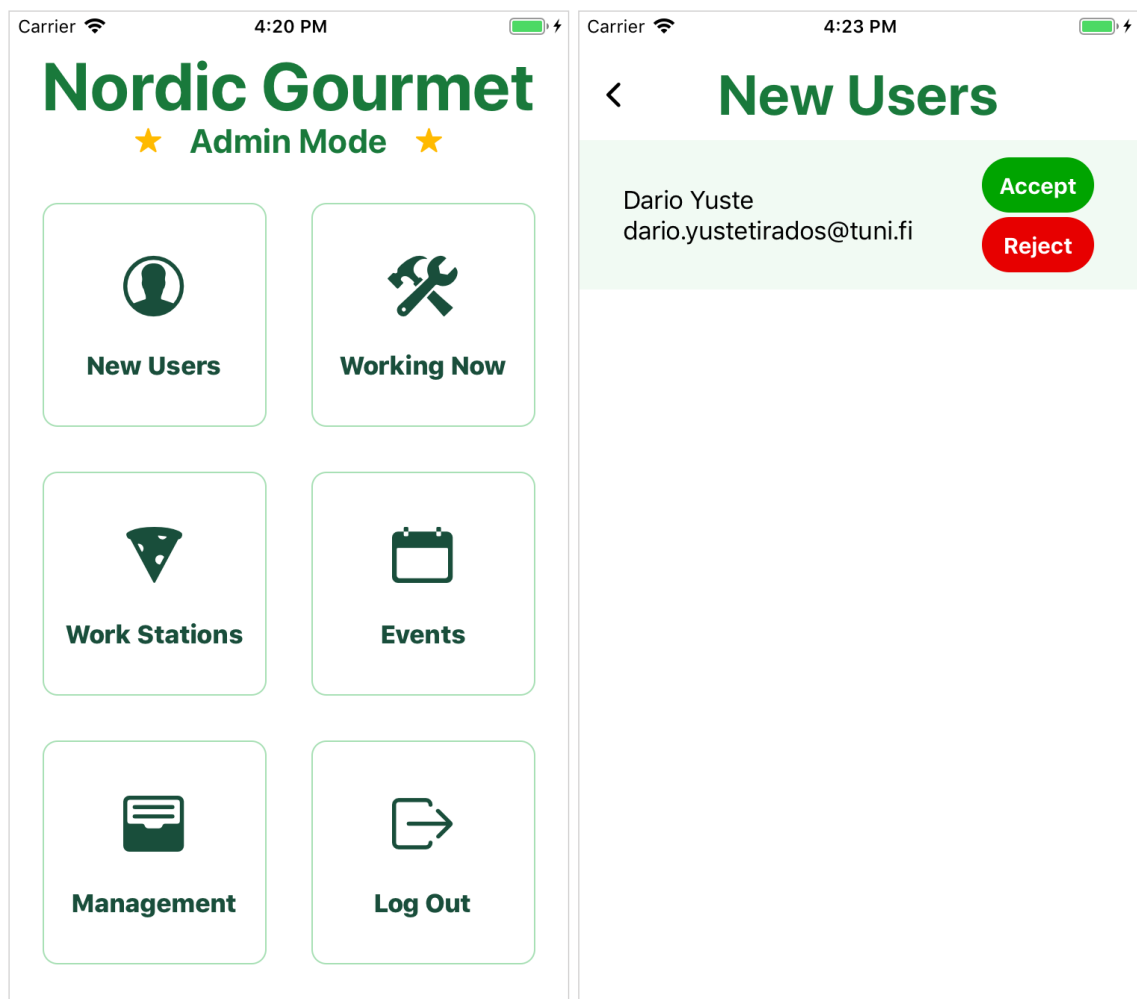 Carrier 4:20 PM
Nordic Gourmet
Admin Mode
New Users
Working Now
Work Stations
Events
Management
Log Out
Carrier 4:23 PM
New Users
Dario Yuste
dario.yustetirados@tuni.fi
Accept
Reject